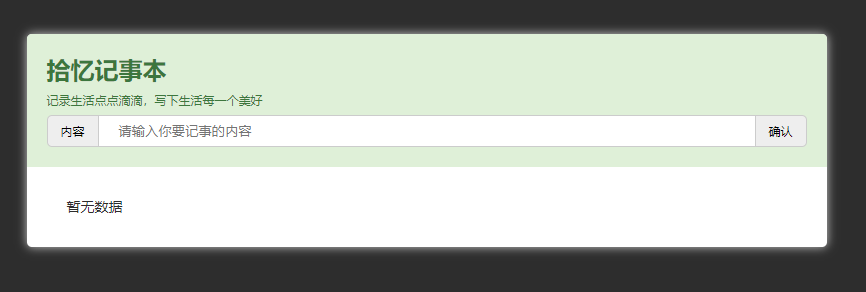 拾忆记事本
记录生活点点滴滴，写下生活每一个美好
内容 请输入你要记事的内容 确认
暂无数据